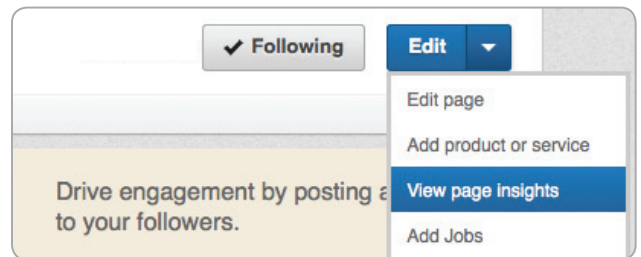 ✔ Following
Edit
Edit page
Add product or service
View page insights
Add Jobs
Drive engagement by posting
to your followers.